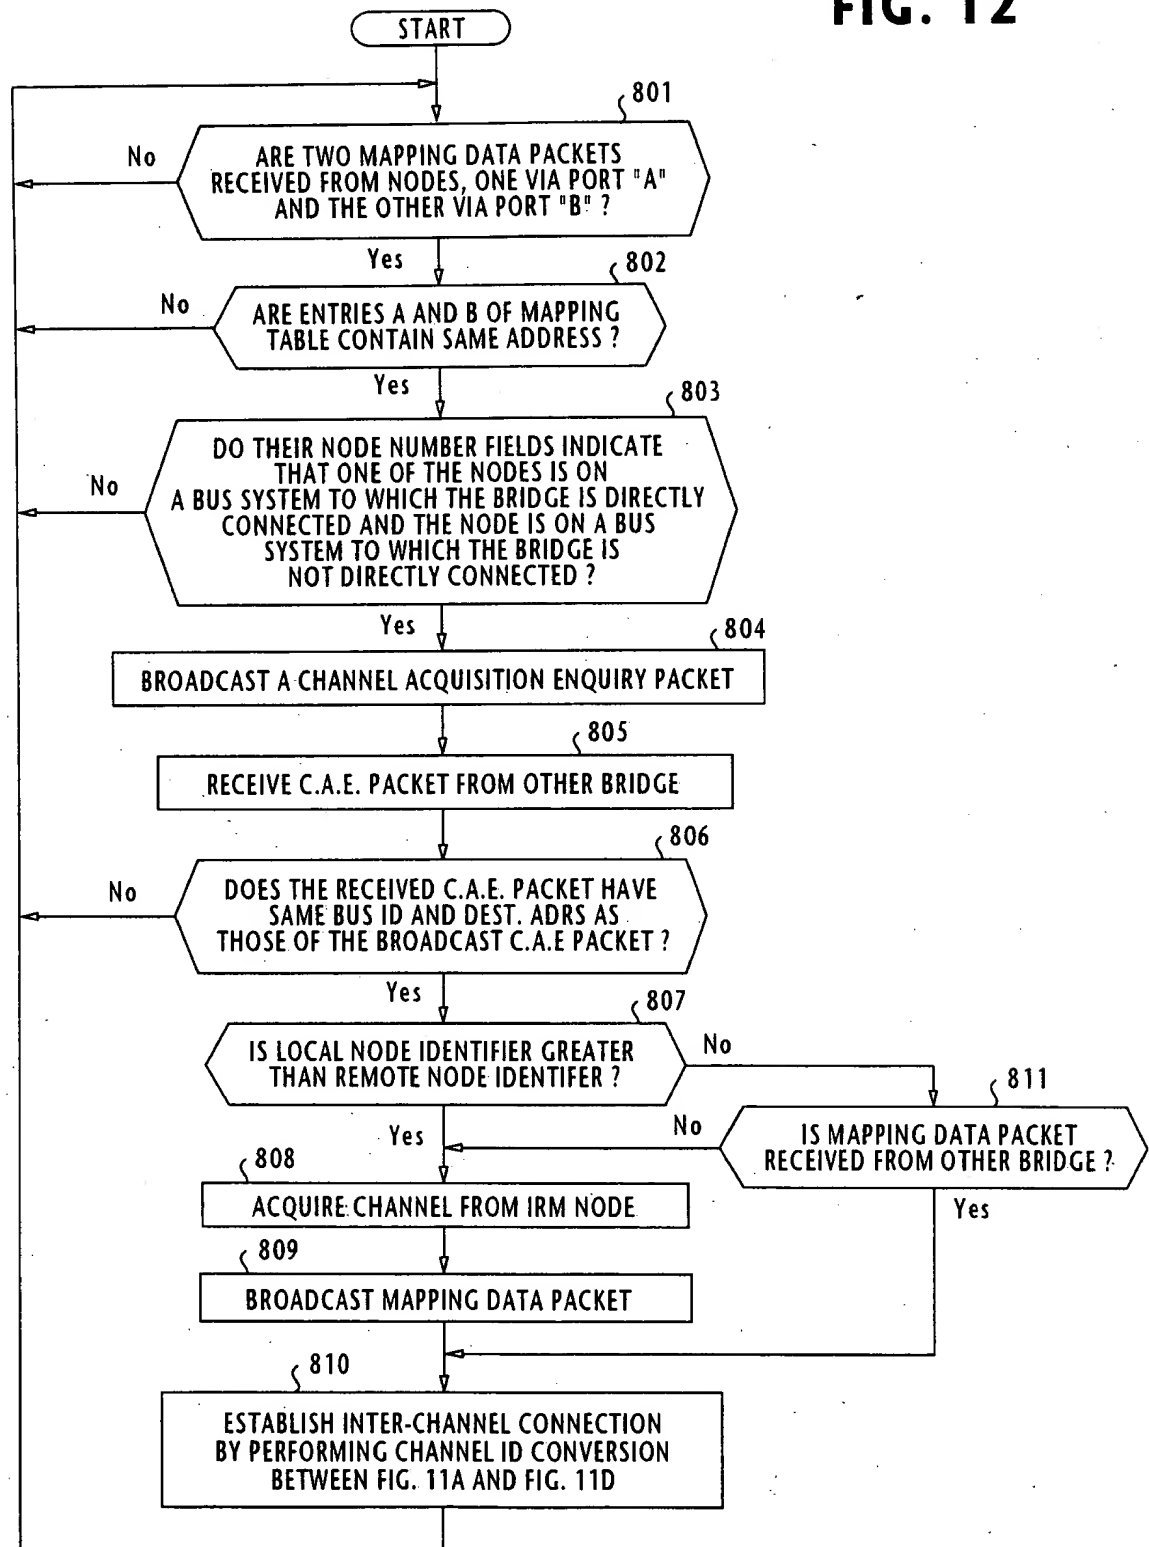 FIG. 12
START
801
No
ARE TWO MAPPING DATA PACKETS
RECEIVED FROM NODES, ONE VIA PORT "A"
AND THE OTHER VIA PORT "B" ?
Yes
802
No
ARE ENTRIES A AND B OF MAPPING
TABLE CONTAIN SAME ADDRESS ?
Yes
803
No
DO THEIR NODE NUMBER FIELDS INDICATE
THAT ONE OF THE NODES IS ON
A BUS SYSTEM TO WHICH THE BRIDGE IS DIRECTLY
CONNECTED AND THE NODE IS ON A BUS
SYSTEM TO WHICH THE BRIDGE IS
NOT DIRECTLY CONNECTED ?
Yes
804
BROADCAST A CHANNEL ACQUISITION ENQUIRY PACKET
805
RECEIVE C.A.E. PACKET FROM OTHER BRIDGE
806
No
DOES THE RECEIVED C.A.E. PACKET HAVE
SAME BUS ID AND DEST. ADRS AS
THOSE OF THE BROADCAST C.A.E PACKET ?
Yes
807
IS LOCAL NODE IDENTIFIER GREATER
THAN REMOTE NODE IDENTIFER ?
No
811
Yes
No
IS MAPPING DATA PACKET
RECEIVED FROM OTHER BRIDGE ?
808
ACQUIRE CHANNEL FROM IRM NODE
Yes
809
BROADCAST MAPPING DATA PACKET
810
ESTABLISH INTER-CHANNEL CONNECTION
BY PERFORMING CHANNEL ID CONVERSION
BETWEEN FIG. 11A AND FIG. 11D